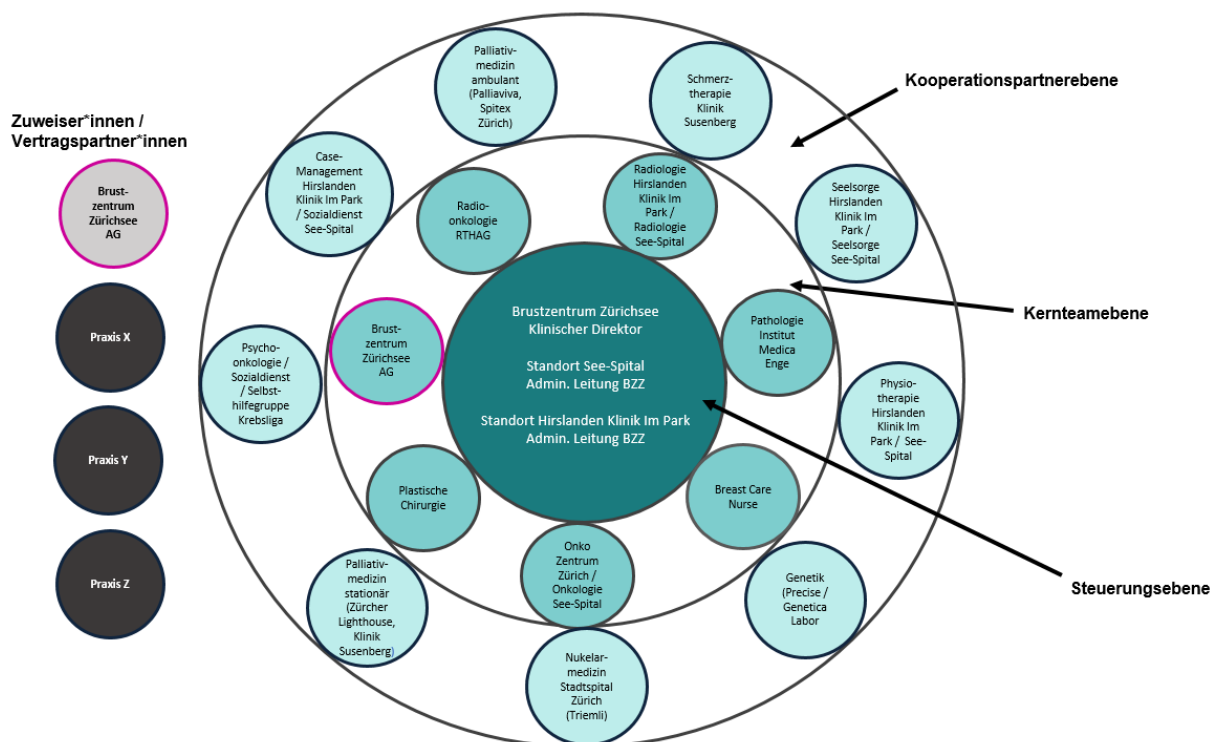 Zuweiser*innen /
Vertragspartner*innen
Brust-
zentrum
Zürichsee
AG
Praxis X
Praxis Y
Praxis Z
Palliativ-
medizin
ambulant
(Palliaviva,
Spitex
Zürich)
Schmerz-
therapie
Klinik
Susenberg
Kooperationspartnerebene
Case-
Management
Hirslanden
Klinik Im Park
/ Sozialdienst
See-Spital
Radio-
onkologie
RTHAG
Radiologie
Hirslanden
Klinik Im
Park /
Radiologie
See-Spital
Seelsorge
Hirslanden
Klinik Im
Park /
Seelsorge
See-Spital
Kernteamebene
Brust-
zentrum
Zürichsee
AG
Brustzentrum Zürichsee
Klinischer Direktor
Standort See-Spital
Admin. Leitung BZZ
Standort Hirslanden Klinik Im Park
Admin. Leitung BZZ
Pathologie
Institut
Medica
Enge
Psycho-
onkologie /
Sozialdienst
/ Selbst-
hilfegruppe
Krebsliga
Physio-
therapie
Hirslanden
Klinik Im
Park / See-
Spital
Plastische
Chirurgie
Breast Care
Nurse
Onko
Zentrum
Zürich /
Onkologie
See-Spital
Steuerungsebene
Palliativ-
medizin
stationär
(Zürcher
Lighthouse,
Klinik
Susenberg)
Genetik
(Precise /
Genetica
Labor)
Nukelar-
medizin
Stadtspital
Zürich
(Triemli)